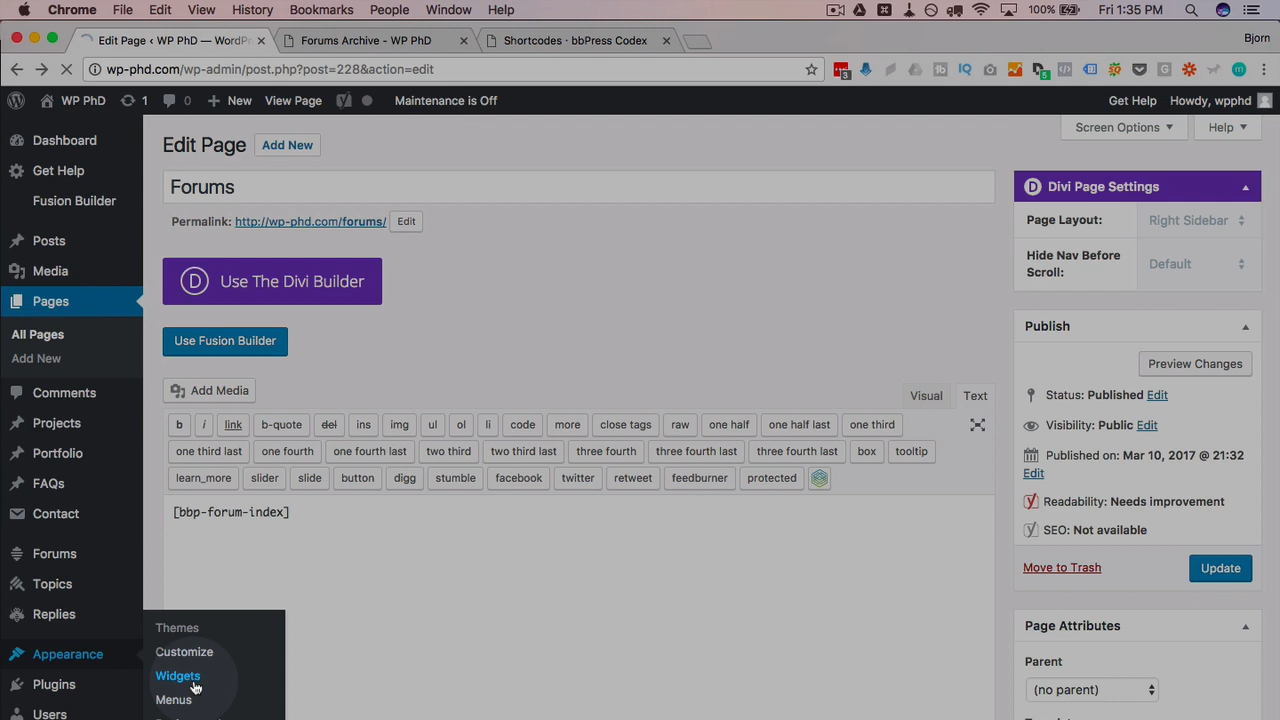 Chrome File Edit View History Bookmarks People Window Help 100% Fri 1:35 PM
Edit Page ‹ WP PhD — WordPr Forums Archive - WP PhD Shortcodes · bbPress Codex Bjorn
wp-phd.com/wp-admin/post.php?post=228&action=edit
WP PhD 1 0 New View Page Maintenance is Off Get Help Howdy, wpphd
Screen Options Help
Edit Page Add New
Forums
Permalink: http://wp-phd.com/forums/ Edit
Use The Divi Builder
Use Fusion Builder
Add Media
Visual Text
b i link b-quote del ins img ul ol li code more close tags raw one half one half last one third
one third last one fourth one fourth last two third two third last three fourth three fourth last three fourth last box tooltip
learn_more slider slide button digg stumble facebook twitter retweet feedburner protected
[bbp-forum-index]
Dashboard
Get Help
Fusion Builder
Posts
Media
Pages
All Pages
Add New
Comments
Projects
Portfolio
FAQs
Contact
Forums
Topics
Replies
Appearance
Plugins
Users
Themes
Customize
Widgets
Menus
Divi Page Settings
Page Layout: Right Sidebar
Hide Nav Before Scroll: Default
Publish
Preview Changes
Status: Published Edit
Visibility: Public Edit
Published on: Mar 10, 2017 @ 21:32
Edit
Readability: Needs improvement
SEO: Not available
Move to Trash Update
Page Attributes
Parent
(no parent)